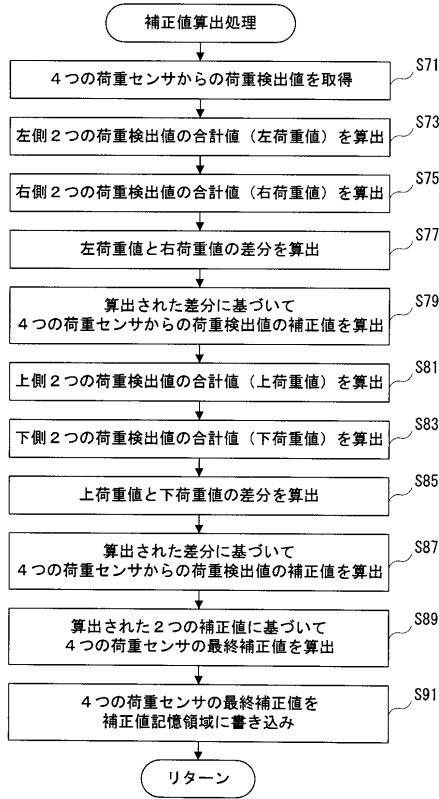 補正値算出処理
S71
4つの荷重センサからの荷重検出値を取得
S73
左側2つの荷重検出値の合計値(左荷重値)を算出
S75
右側2つの荷重検出値の合計値(右荷重値)を算出
S77
左荷重値と右荷重値の差分を算出
S79
算出された差分に基づいて
4つの荷重センサからの荷重検出値の補正値を算出
S81
上側2つの荷重検出値の合計値(上荷重値)を算出
S83
下側2つの荷重検出値の合計値(下荷重値)を算出
S85
上荷重値と下荷重値の差分を算出
S87
算出された差分に基づいて
4つの荷重センサからの荷重検出値の補正値を算出
S89
算出された2つの補正値に基づいて
4つの荷重センサの最終補正値を算出
S91
4つの荷重センサの最終補正値を
補正値記憶領域に書き込み
リターン